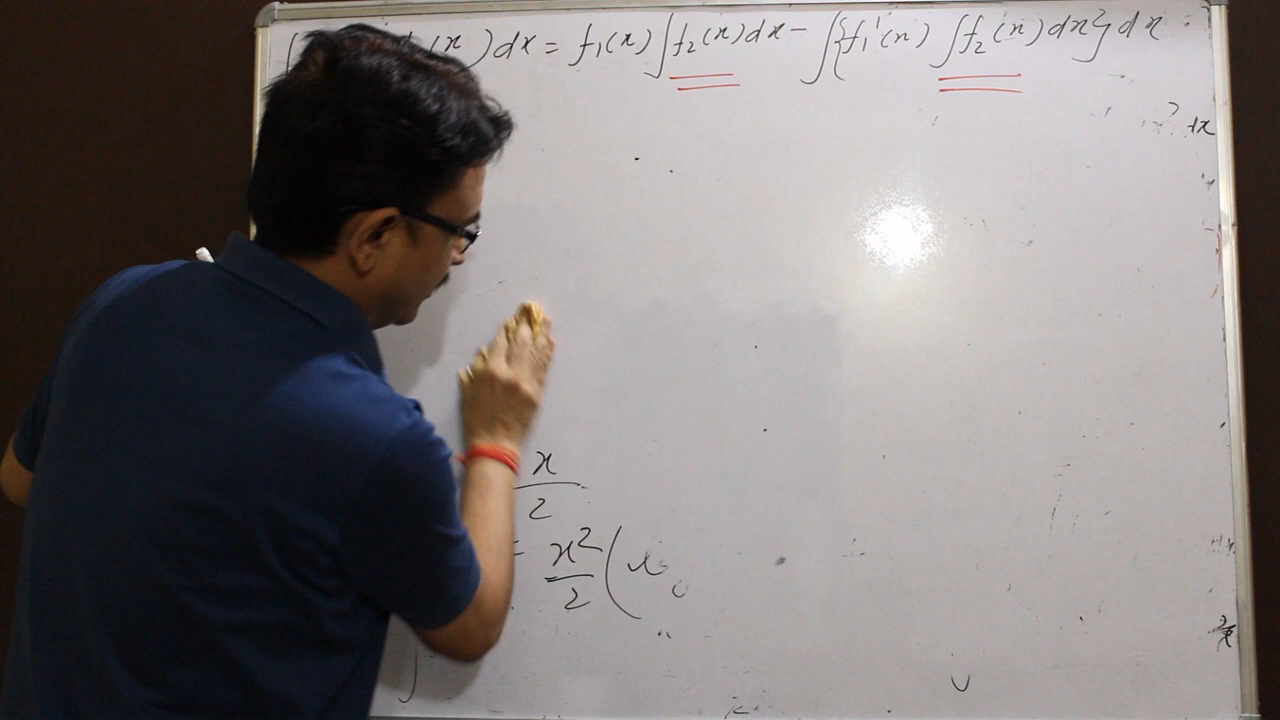 (x)dx = f₁(x)∫f₂(x)dx - ∫{f₁'(x) ∫f₂(x)dx}dx
x/2
= x²/2 (